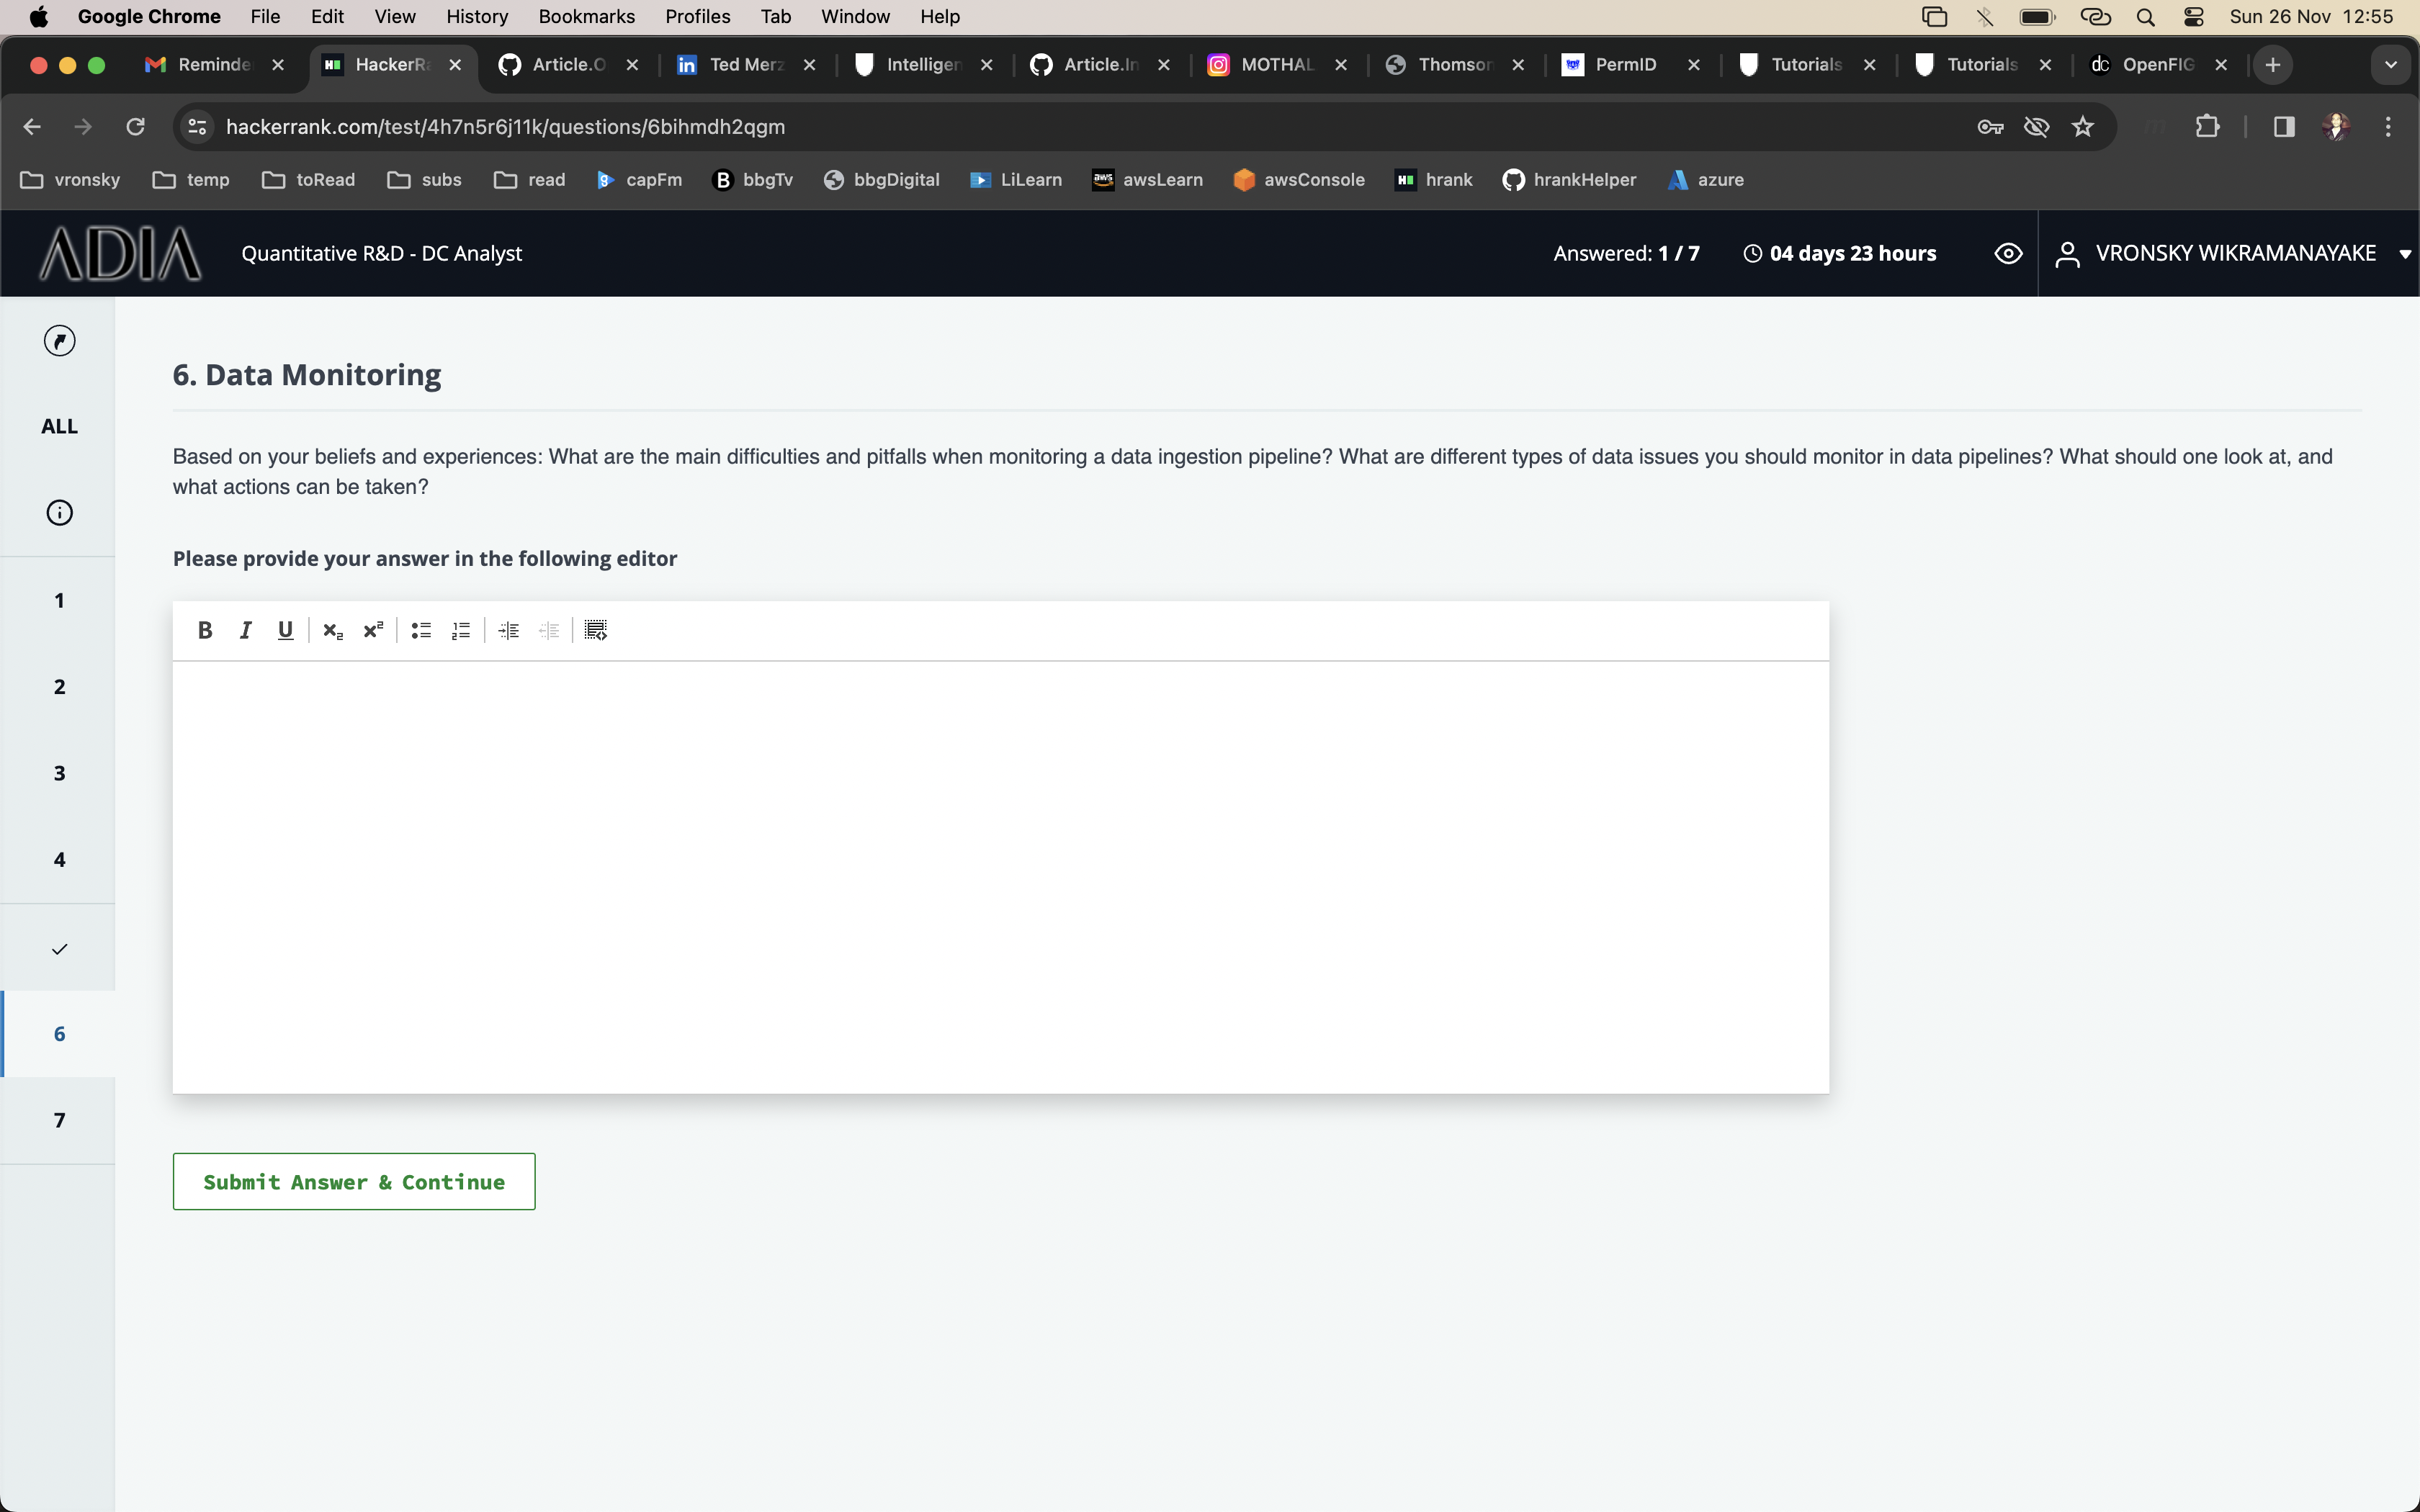 Google Chrome File Edit View History Bookmarks Profiles Tab Window Help Sun 26 Nov 12:55
Reminde HackerRa Article.O Ted Merz Intelligen Article.In MOTHAL Thomson PermID Tutorials Tutorials OpenFIG
hackerrank.com/test/4h7n5r6j11k/questions/6bihmdh2qgm
vronsky temp toRead subs read capFm bbgTv bbgDigital LiLearn awsLearn awsConsole hrank hrankHelper azure
ADIA Quantitative R&D - DC Analyst Answered: 1 / 7 04 days 23 hours VRONSKY WIKRAMANAYAKE
6. Data Monitoring
ALL
Based on your beliefs and experiences: What are the main difficulties and pitfalls when monitoring a data ingestion pipeline? What are different types of data issues you should monitor in data pipelines? What should one look at, and
what actions can be taken?
Please provide your answer in the following editor
1
B I U x₂ x²
2
3
4
6
7
Submit Answer & Continue